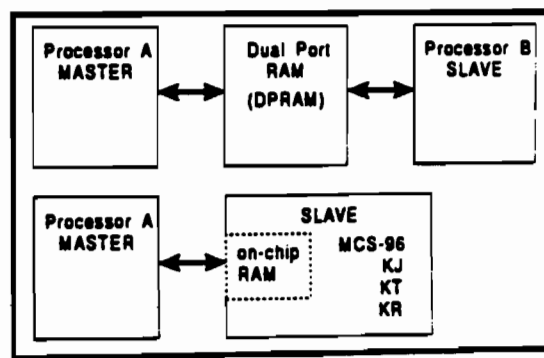 Processor A
MASTER
Dual Port
RAM
(DPRAM)
Processor B
SLAVE
Processor A
MASTER
SLAVE
on-chip
RAM
MCS-96
KJ
KT
KR